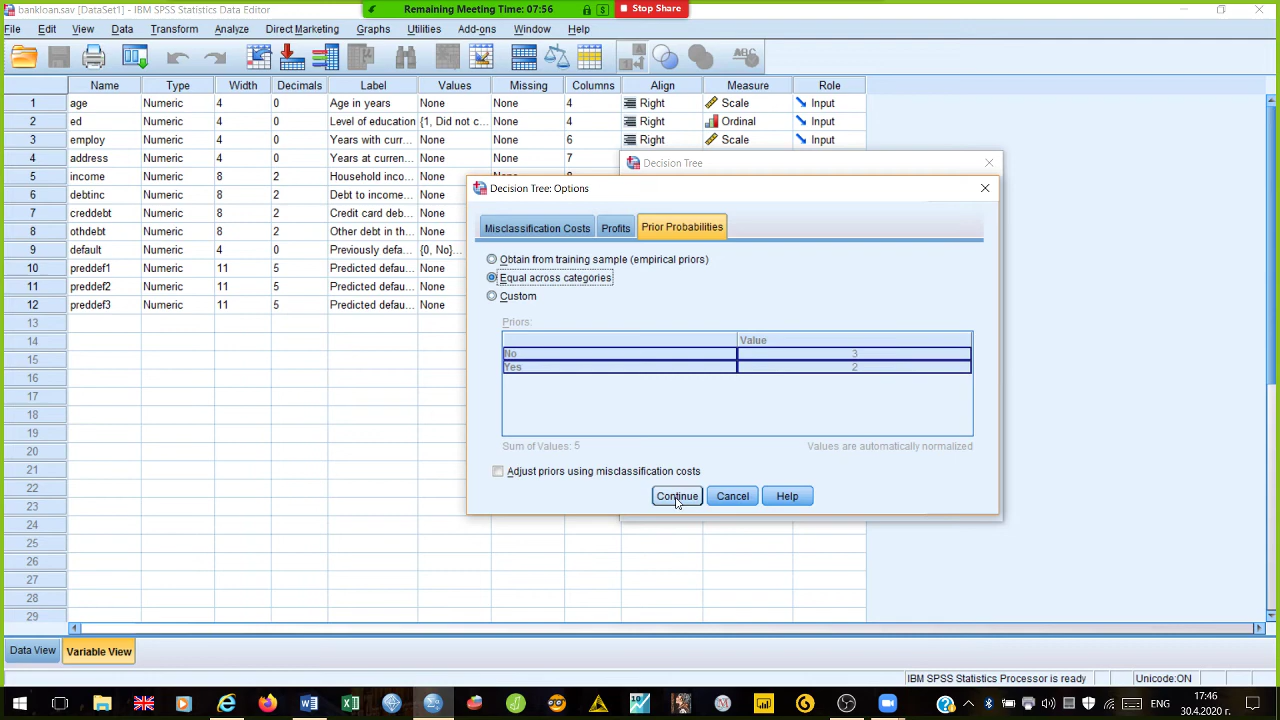 bankloan.sav [DataSet1] - IBM SPSS Statistics Data Editor
Remaining Meeting Time: 07:56
Stop Share
File Edit View Data Transform Analyze Direct Marketing Graphs Utilities Add-ons Window Help
Name Type Width Decimals Label Values Missing Columns Align Measure Role
1 age Numeric 4 0 Age in years None None 4 Right Scale Input
2 ed Numeric 4 0 Level of education {1, Did not c... None 4 Right Ordinal Input
3 employ Numeric 4 0 Years with curr... None None 6 Right Scale Input
4 address Numeric 4 0 Years at curren... None None 7
5 income Numeric 8 2 Household inco... None
6 debtinc Numeric 8 2 Debt to income... None
7 creddebt Numeric 8 2 Credit card deb... None
8 othdebt Numeric 8 2 Other debt in th... None
9 default Numeric 4 0 Previously defa... {0, No}...
10 preddef1 Numeric 11 5 Predicted defau... None
11 preddef2 Numeric 11 5 Predicted defau... None
12 preddef3 Numeric 11 5 Predicted defau... None
13
14
15
16
17
18
19
20
21
22
23
24
25
26
27
28
29
Decision Tree
Decision Tree: Options
Misclassification Costs Profits Prior Probabilities
Obtain from training sample (empirical priors)
Equal across categories
Custom
Priors:
Value
No 3
Yes 2
Sum of Values: 5 Values are automatically normalized
Adjust priors using misclassification costs
Continue Cancel Help
Data View Variable View
IBM SPSS Statistics Processor is ready Unicode:ON
ENG
17:46
30.4.2020 г.